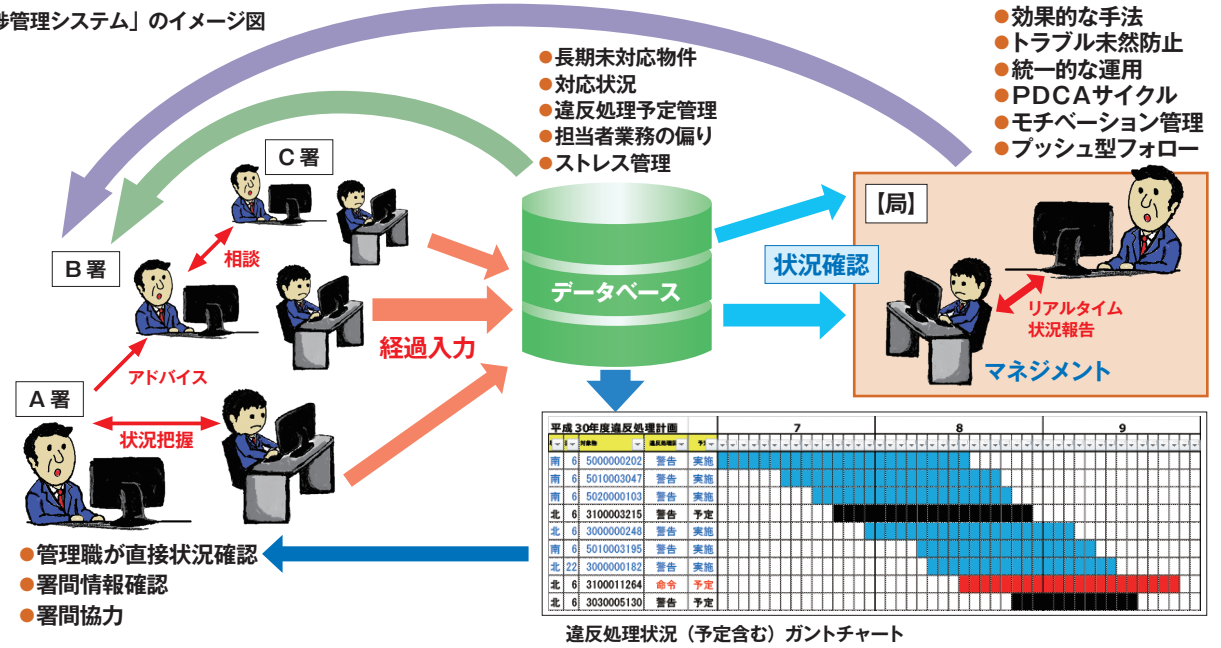 渉管理システム」のイメージ図
●長期未対応物件
●対応状況
●違反処理予定管理
●担当者業務の偏り
●ストレス管理
●効果的な手法
●トラブル未然防止
●統一的な運用
●PDCAサイクル
●モチベーション管理
●プッシュ型フォロー
C署
相談
B署
アドバイス
A署
状況把握
経過入力
データベース
状況確認
【局】
リアルタイム
状況報告
マネジメント
●管理職が直接状況確認
●署間情報確認
●署間協力
平成30年度違反処理計画 7 8 9
対象物
南 6 5000000202 警告 実施
南 6 5010003047 警告 実施
南 6 5020000103 警告 実施
北 6 3100003215 警告 予定
北 6 3000000248 警告 実施
南 6 5010003195 警告 実施
北 22 3000000182 警告 実施
北 6 3100011264 命令 予定
北 6 3030005130 警告 予定
違反処理状況（予定含む）ガントチャート